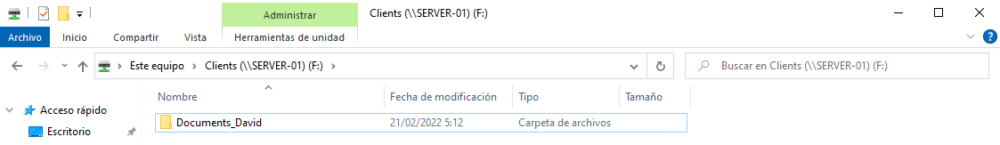 Administrar
Clients (\\SERVER-01) (F:)
Archivo Inicio Compartir Vista Herramientas de unidad
Este equipo Clients (\\SERVER-01) (F:)
Buscar en Clients (\\SERVER-01) (F:)
Nombre Fecha de modificación Tipo Tamaño
Acceso rápido
Documents_David 21/02/2022 5:12 Carpeta de archivos
Escritorio